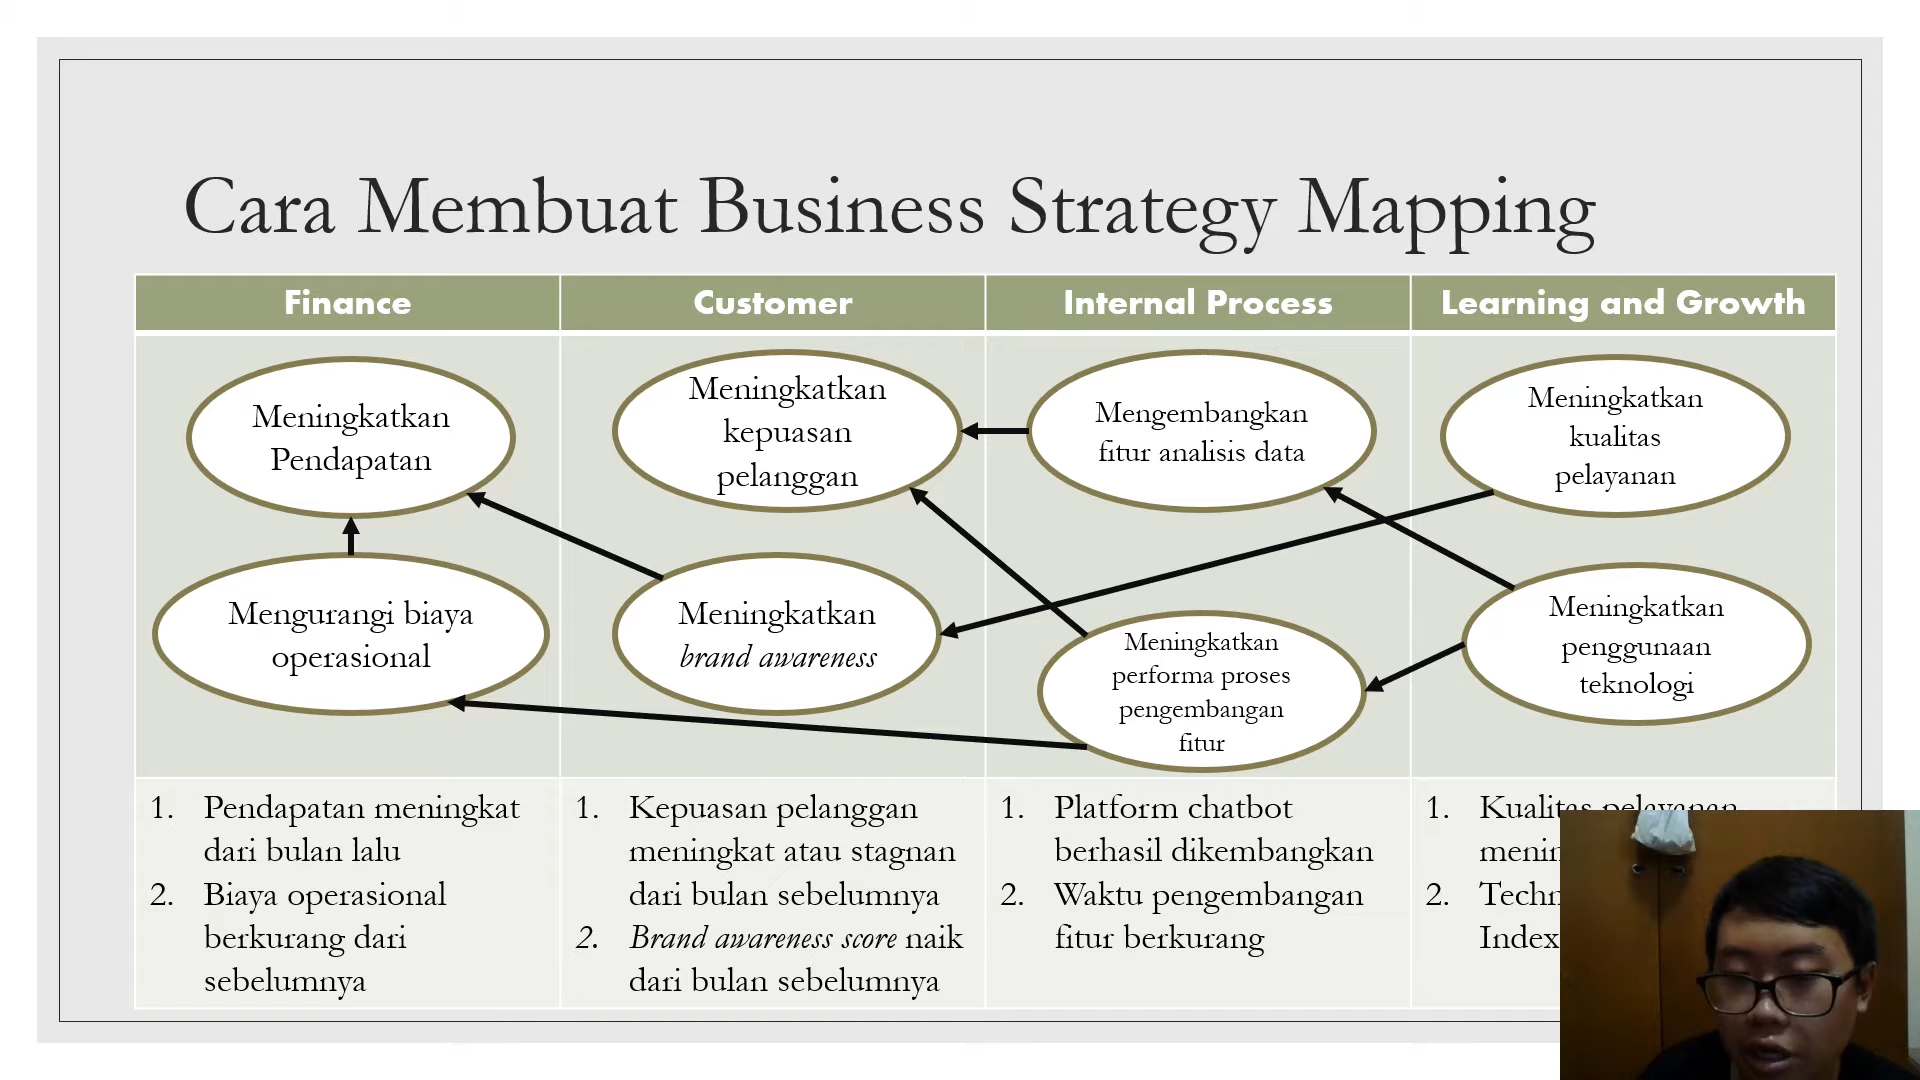 Cara Membuat Business Strategy Mapping
Finance
Customer
Internal Process
Learning and Growth
Meningkatkan
Pendapatan
Meningkatkan
kepuasan
pelanggan
Mengembangkan
fitur analisis data
Meningkatkan
kualitas
pelayanan
Mengurangi biaya
operasional
Meningkatkan
brand awareness
Meningkatkan
performa proses
pengembangan
fitur
Meningkatkan
penggunaan
teknologi
1. Pendapatan meningkat
dari bulan lalu
2. Biaya operasional
berkurang dari
sebelumnya
1. Kepuasan pelanggan
meningkat atau stagnan
dari bulan sebelumnya
2. Brand awareness score naik
dari bulan sebelumnya
1. Platform chatbot
berhasil dikembangkan
2. Waktu pengembangan
fitur berkurang
1. Kualitas pelayanan
2.
Index